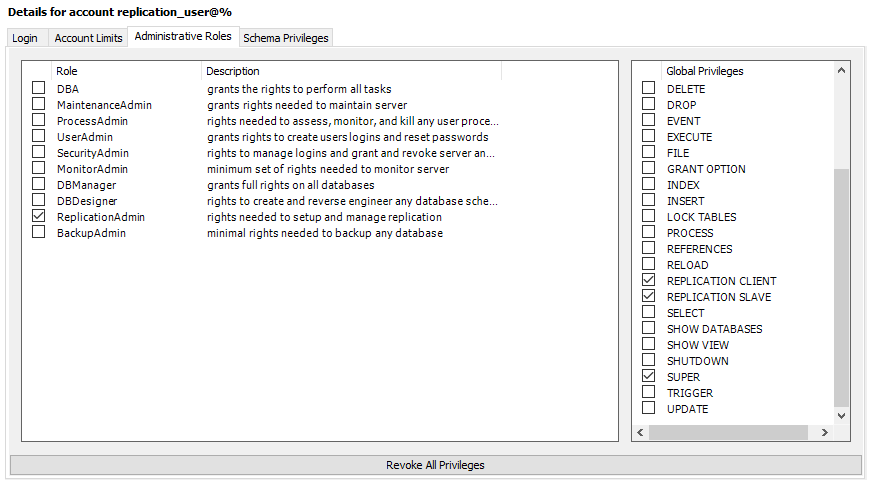 Details for account replication_user@%
Login Account Limits Administrative Roles Schema Privileges
Role Description
DBA grants the rights to perform all tasks
MaintenanceAdmin grants rights needed to maintain server
ProcessAdmin rights needed to assess, monitor, and kill any user proce...
UserAdmin grants rights to create users logins and reset passwords
SecurityAdmin rights to manage logins and grant and revoke server an...
MonitorAdmin minimum set of rights needed to monitor server
DBManager grants full rights on all databases
DBDesigner rights to create and reverse engineer any database sche...
ReplicationAdmin rights needed to setup and manage replication
BackupAdmin minimal rights needed to backup any database
Global Privileges
DELETE
DROP
EVENT
EXECUTE
FILE
GRANT OPTION
INDEX
INSERT
LOCK TABLES
PROCESS
REFERENCES
RELOAD
REPLICATION CLIENT
REPLICATION SLAVE
SELECT
SHOW DATABASES
SHOW VIEW
SHUTDOWN
SUPER
TRIGGER
UPDATE
Revoke All Privileges